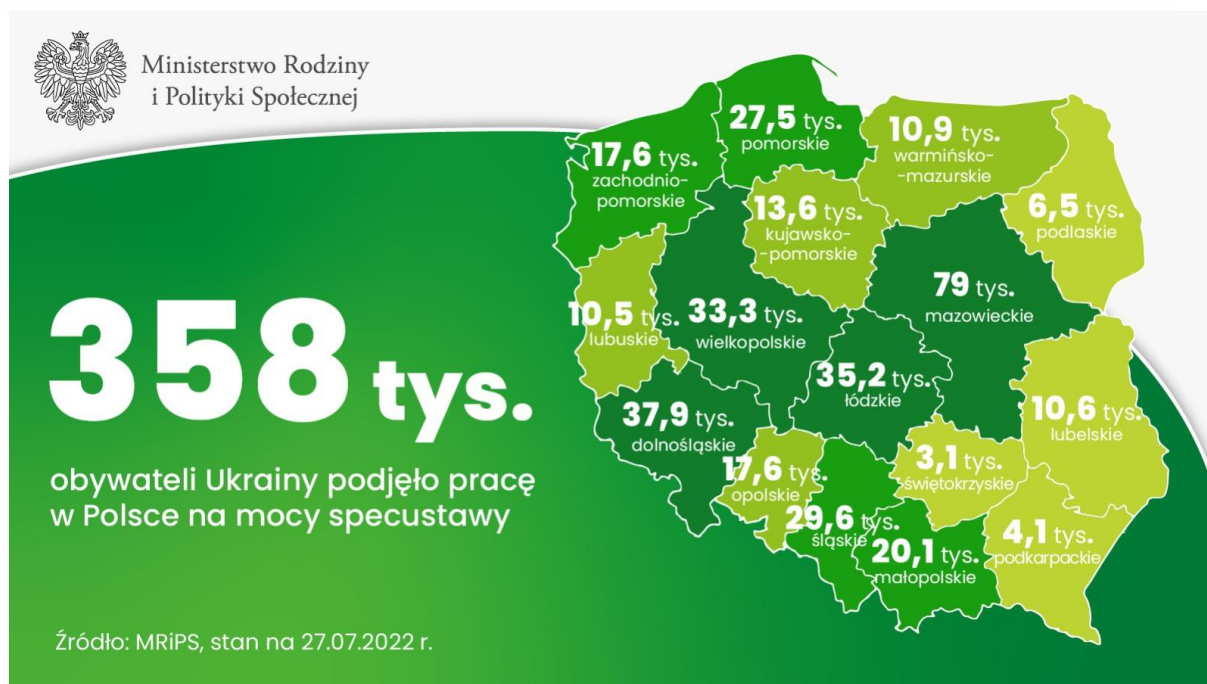 Ministerstwo Rodziny
i Polityki Społecznej
358 tys.
obywateli Ukrainy podjęło pracę
w Polsce na mocy specustawy
Źródło: MRiPS, stan na 27.07.2022 r.
27,5 tys.
pomorskie
17,6 tys.
zachodnio-
pomorskie
10,9 tys.
warmińsko-
-mazurskie
13,6 tys.
kujawsko-
-pomorskie
6,5 tys.
podlaskie
79 tys.
mazowieckie
10,5 tys.
lubuskie
33,3 tys.
wielkopolskie
35,2 tys.
łódzkie
37,9 tys.
dolnośląskie
10,6 tys.
lubelskie
17,6 tys.
opolskie
3,1 tys.
świętokrzyskie
29,6 tys.
śląskie
20,1 tys.
małopolskie
4,1 tys.
podkarpackie